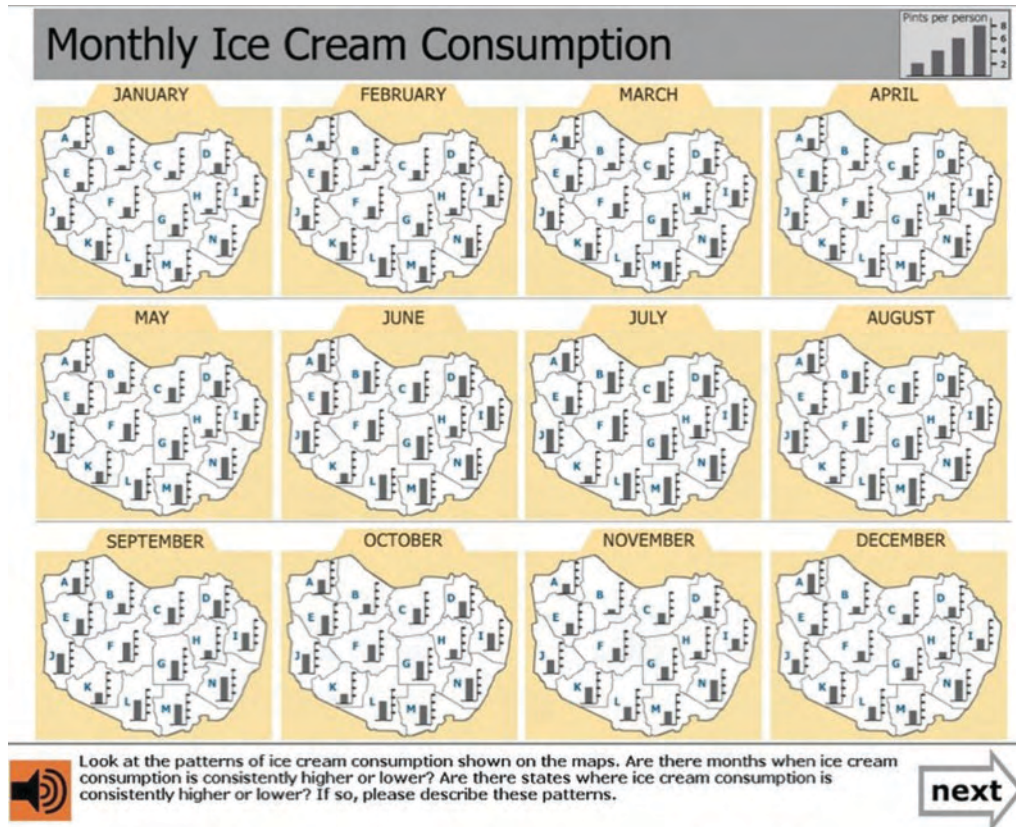 Monthly Ice Cream Consumption
Pints per person
8
6
4
2
JANUARY
A
B
C
D
E
F
G
H
I
J
K
L
M
N
FEBRUARY
A
B
C
D
E
F
G
H
I
J
K
L
M
N
MARCH
A
B
C
D
E
F
G
H
I
J
K
L
M
N
APRIL
A
B
C
D
E
F
G
H
I
J
K
L
M
N
MAY
A
B
C
D
E
F
G
H
I
J
K
L
M
N
JUNE
A
B
C
D
E
F
G
H
I
J
K
L
M
N
JULY
A
B
C
D
E
F
G
H
I
J
K
L
M
N
AUGUST
A
B
C
D
E
F
G
H
I
J
K
L
M
N
SEPTEMBER
A
B
C
D
E
F
G
H
I
J
K
L
M
N
OCTOBER
A
B
C
D
E
F
G
H
I
J
K
L
M
N
NOVEMBER
A
B
C
D
E
F
G
H
I
J
K
L
M
N
DECEMBER
A
B
C
D
E
F
G
H
I
J
K
L
M
N
Look at the patterns of ice cream consumption shown on the maps. Are there months when ice cream
consumption is consistently higher or lower? Are there states where ice cream consumption is
consistently higher or lower? If so, please describe these patterns.
next